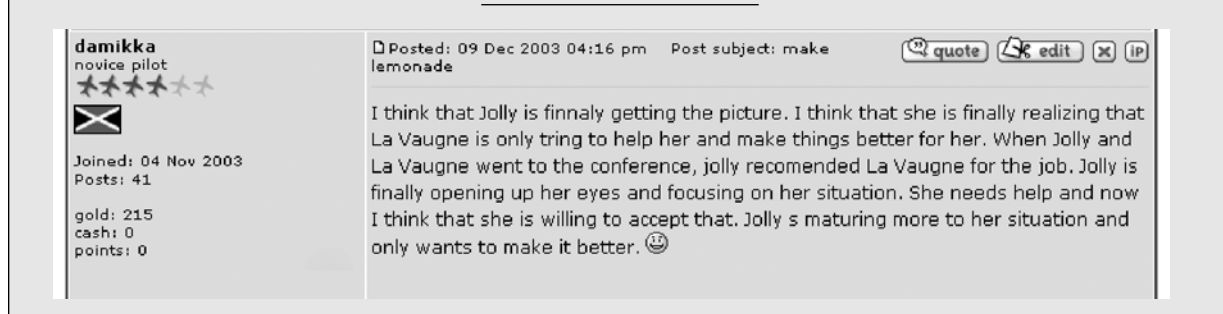 damikka
novice pilot
Joined: 04 Nov 2003
Posts: 41
gold: 215
cash: 0
points: 0
Posted: 09 Dec 2003 04:16 pm Post subject: make
lemonade
quote edit x IP
I think that Jolly is finnaly getting the picture. I think that she is finally realizing that
La Vaugne is only tring to help her and make things better for her. When Jolly and
La Vaugne went to the conference, jolly recomended La Vaugne for the job. Jolly is
finally opening up her eyes and focusing on her situation. She needs help and now
I think that she is willing to accept that. Jolly s maturing more to her situation and
only wants to make it better.